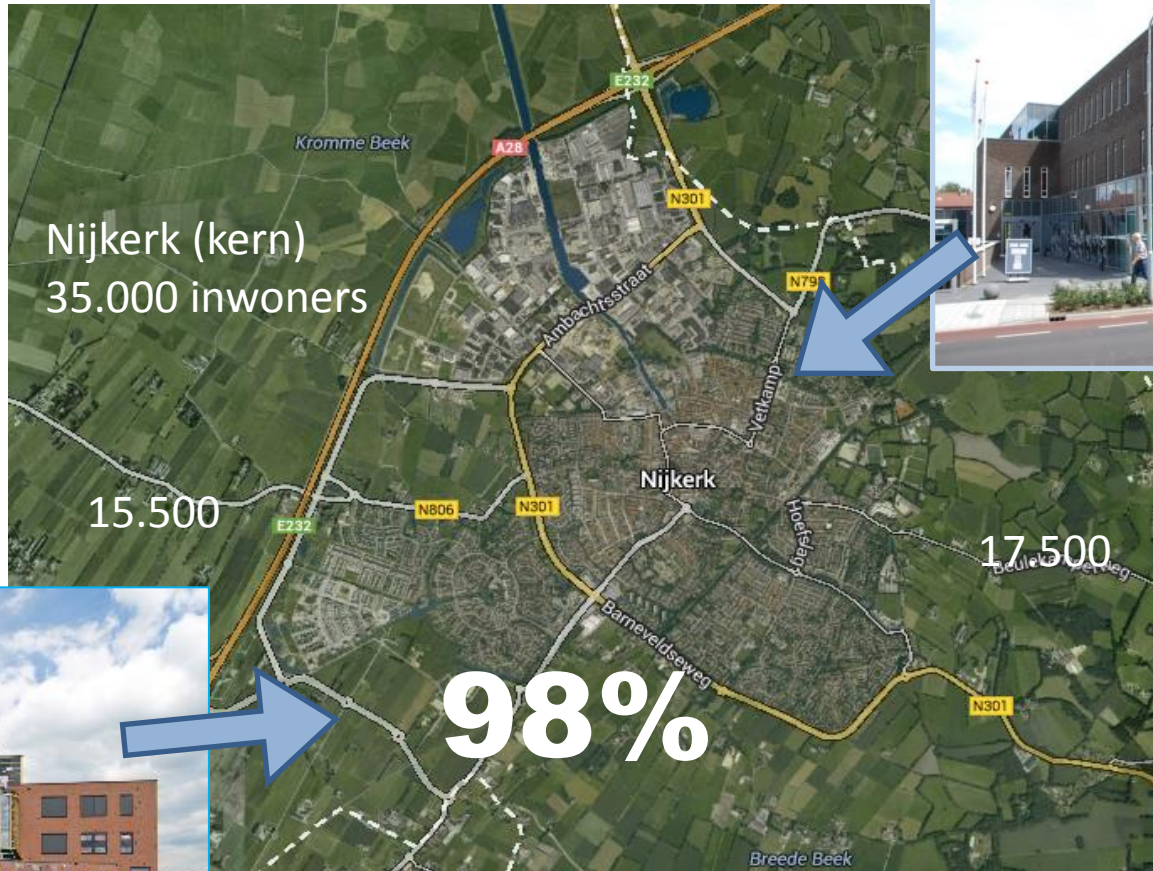 E232
Kromme Beek
A28
N301
Nijkerk (kern)
35.000 inwoners
Ambachtsstraat
Vetkamp
Nijkerk
15.500
N806
N301
E232
Hoefslag
17.500
Barneveldseweg
98%
N301
Breede Beek